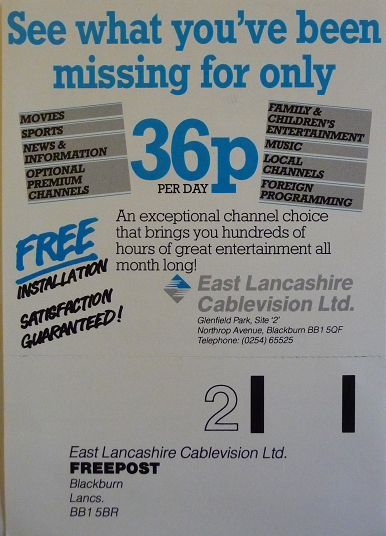 See what you've been
missing for only
MOVIES
SPORTS
NEWS &
INFORMATION
OPTIONAL
PREMIUM
CHANNELS
36p
PER DAY
FAMILY &
CHILDREN'S
ENTERTAINMENT
MUSIC
LOCAL
CHANNELS
FOREIGN
PROGRAMMING
FREE
INSTALLATION
SATISFACTION
GUARANTEED!
An exceptional channel choice
that brings you hundreds of
hours of great entertainment all
month long!
East Lancashire
Cablevision Ltd.
Glenfield Park, Site '2'
Northrop Avenue, Blackburn BB1 5QF
Telephone: (0254) 65525
2
East Lancashire Cablevision Ltd.
FREEPOST
Blackburn
Lancs.
BB1 5BR